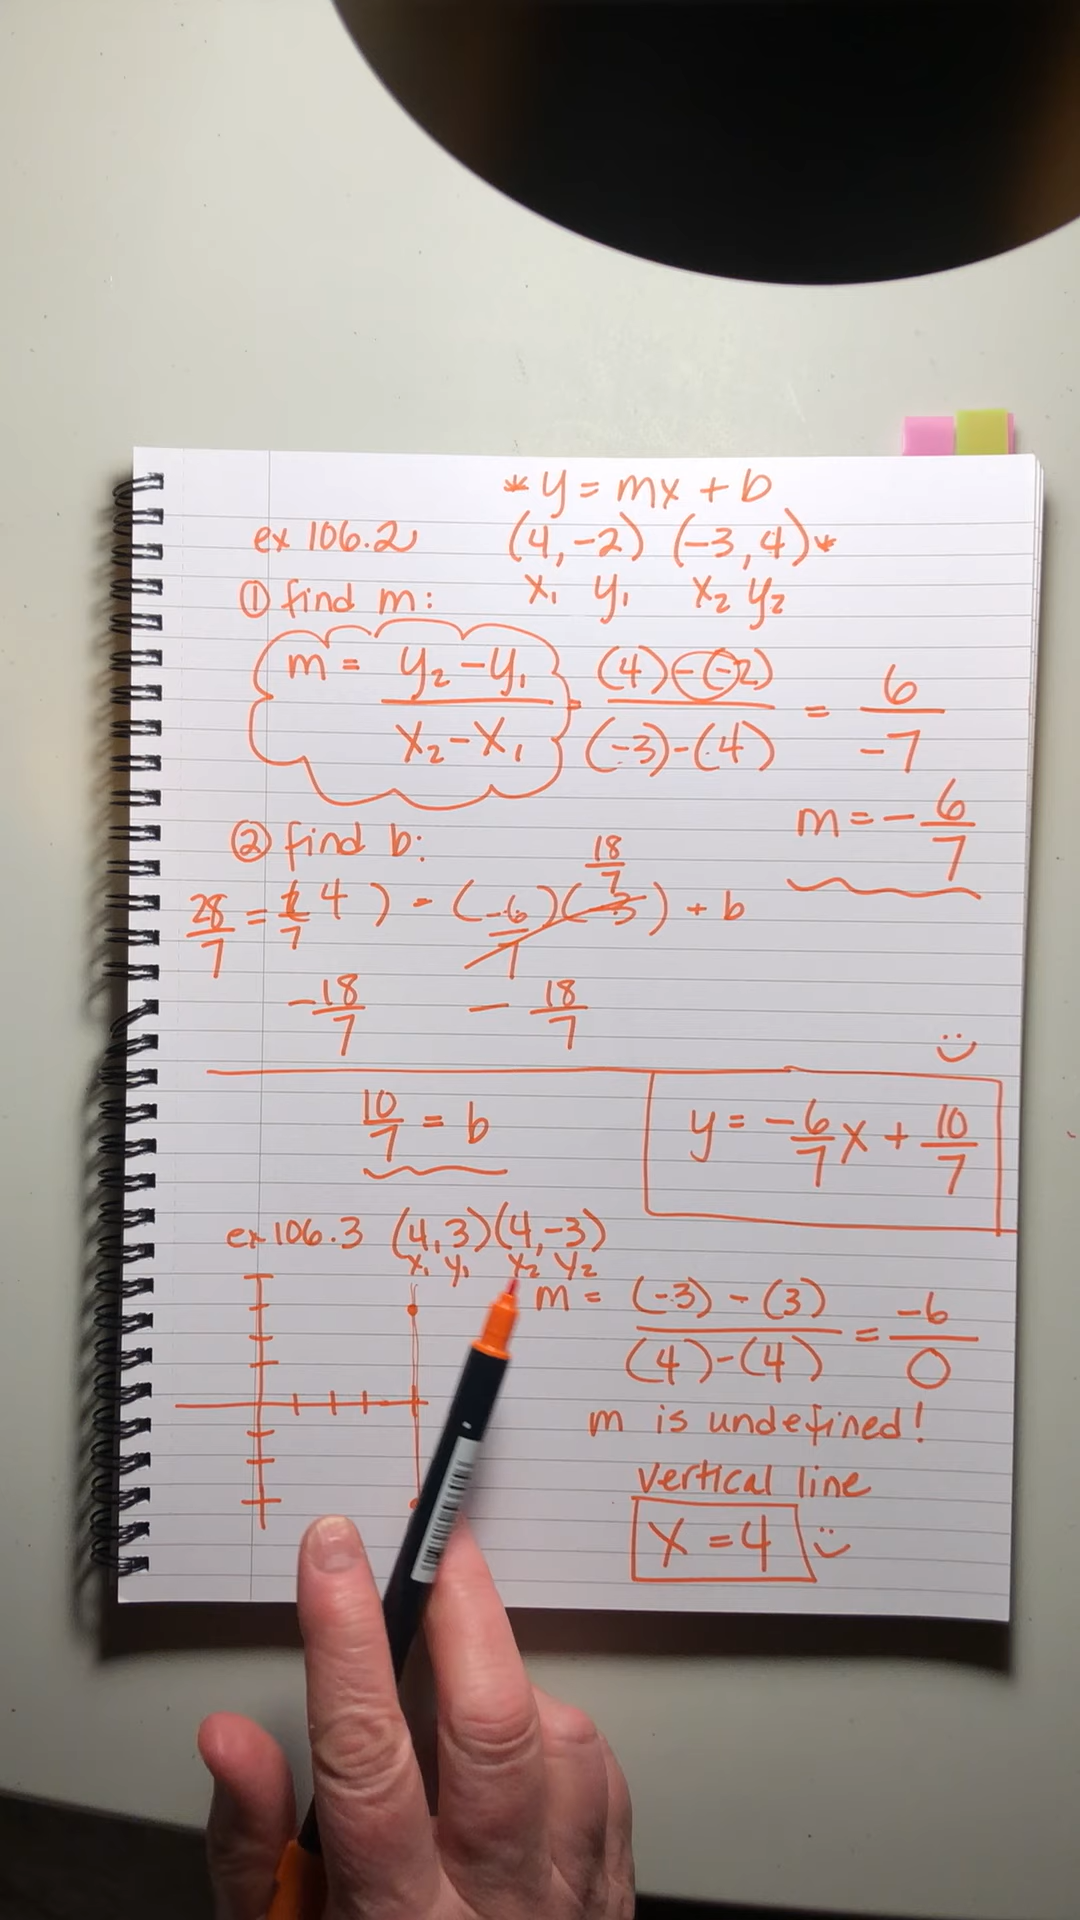 * y = mx + b
ex 106.2 (4, -2) (-3, 4) *
① find m: x₁ y₁ x₂ y₂
m = y₂ - y₁ / x₂ - x₁ = (4) - (-2) / (-3) - (4) = 6 / -7
m = - 6/7
② find b:
18/7
28/7 = 7/7 (4) = (-6/7)(-3) + b
- 18/7 - 18/7
10/7 = b
y = -6/7 x + 10/7
ex 106.3 (4, 3)(4, -3)
x₁ y₁ x₂ y₂
m = (-3) - (3) / (4) - (4) = -6 / 0
m is undefined!
vertical line
x = 4